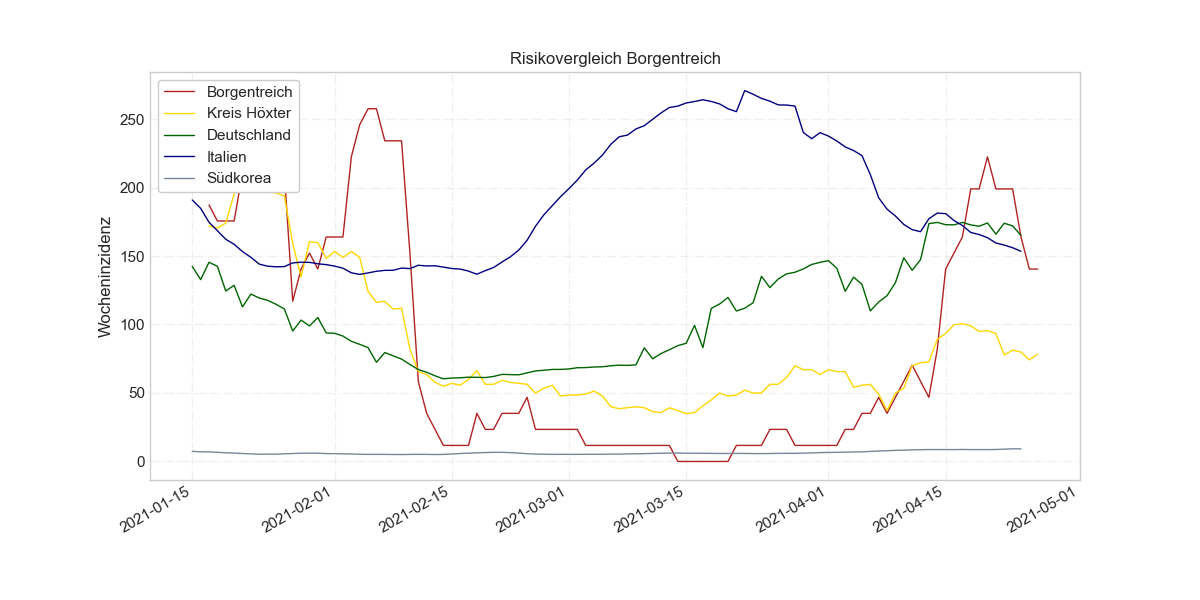 Risikovergleich Borgentreich
Borgentreich
Kreis Höxter
Deutschland
Italien
Südkorea
Wocheninzidenz
250
200
150
100
50
0
2021-01-15
2021-02-01
2021-02-15
2021-03-01
2021-03-15
2021-04-01
2021-04-15
2021-05-01